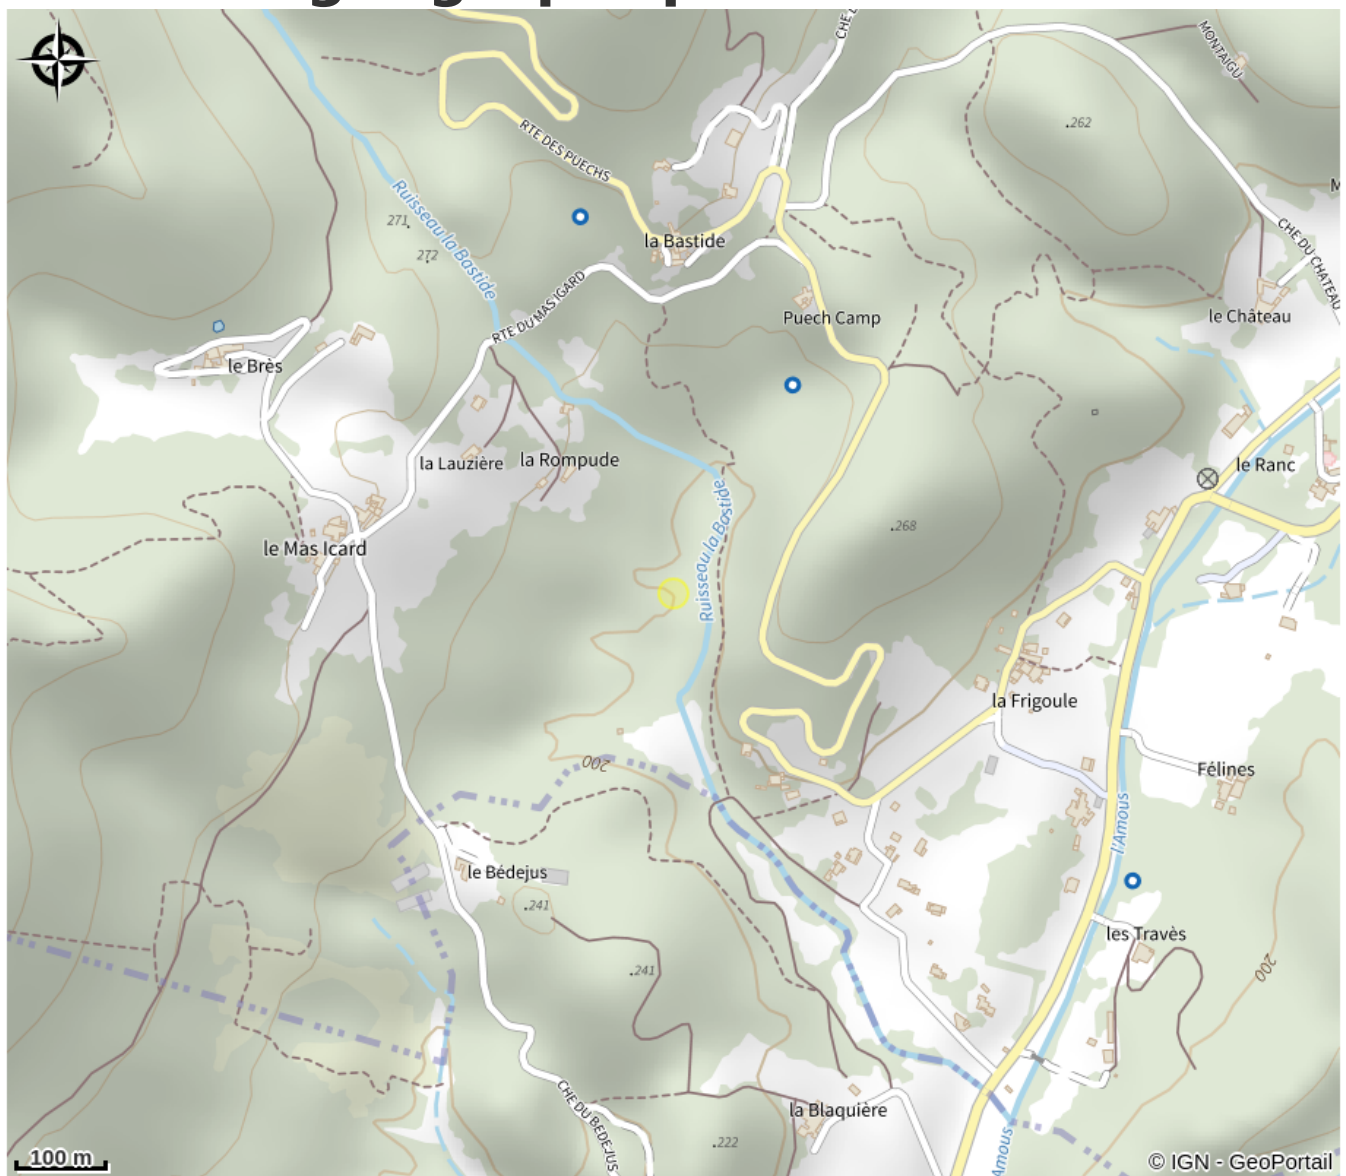 CHE
MONTAIGU
.262
RTE DES PUECHS
Ruisseau la Bastide
271.
la Bastide
272
CHE DU CHATEAU
RTE DU MAS IGARD
Puech Camp
le Château
le Brès
la Lauzière
la Rompude
le Ranc
Ruisseau la Bastide
.268
le Mas Icard
la Frigoule
200
Félines
l'Amous
le Bédejus
.241
les Travès
.241
200
CHE DU BEDEJUS
la Blaquière
.222
Amous
100 m
© IGN - GeoPortail